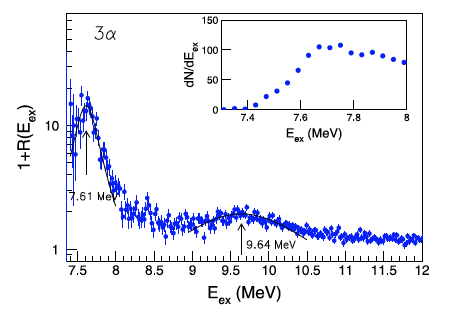 3α
150
100
50
0
7.4 7.6 7.8 8
dN/dE_ex
E_ex (MeV)
10
1
1+R(E_ex)
7.61 MeV
9.64 MeV
7.5 8 8.5 9 9.5 10 10.5 11 11.5 12
E_ex (MeV)